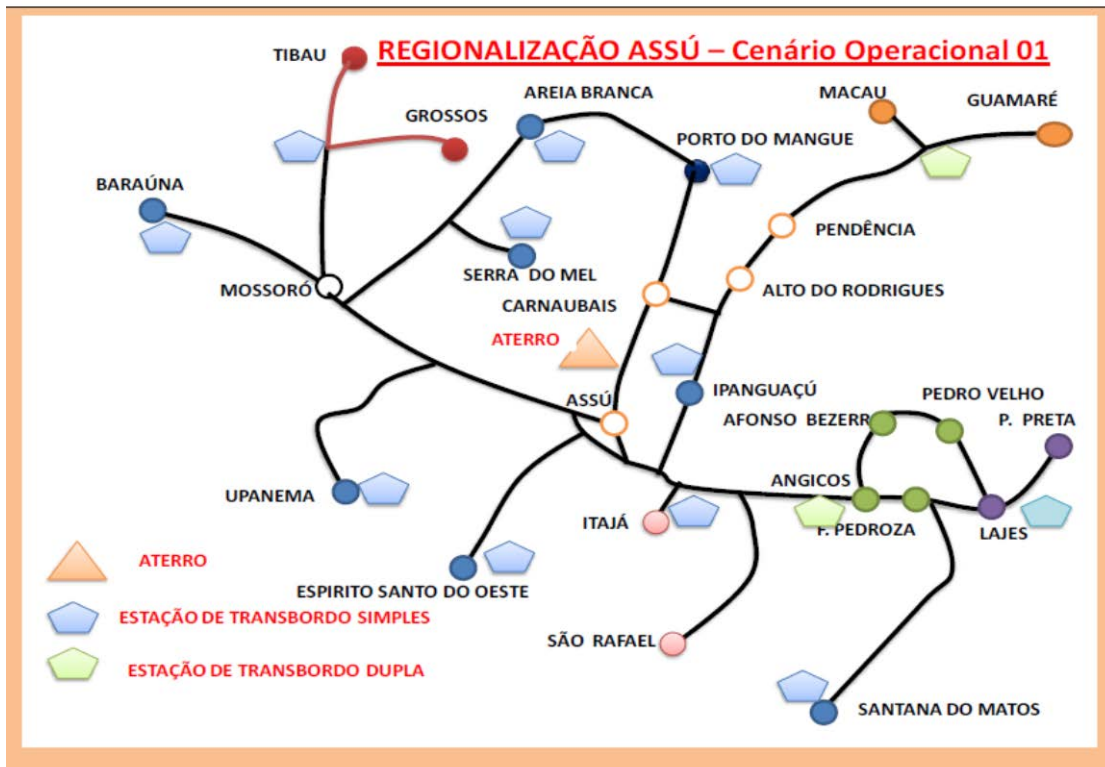 REGIONALIZAÇÃO ASSÚ – Cenário Operacional 01
TIBAU
GROSSOS
AREIA BRANCA
MACAU
GUAMARÉ
PORTO DO MANGUE
BARAÚNA
PENDÊNCIA
SERRA DO MEL
MOSSORÓ
ALTO DO RODRIGUES
CARNAUBAIS
ATERRO
IPANGUAÇÚ
ASSÚ
PEDRO VELHO
AFONSO BEZERR
P. PRETA
ANGICOS
UPANEMA
ITAJÁ
F. PEDROZA
LAJES
ATERRO
ESPIRITO SANTO DO OESTE
ESTAÇÃO DE TRANSBORDO SIMPLES
SÃO RAFAEL
ESTAÇÃO DE TRANSBORDO DUPLA
SANTANA DO MATOS